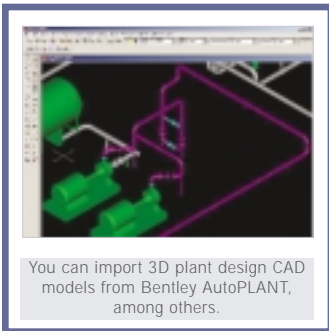 You can import 3D plant design CAD
models from Bentley AutoPLANT,
among others.